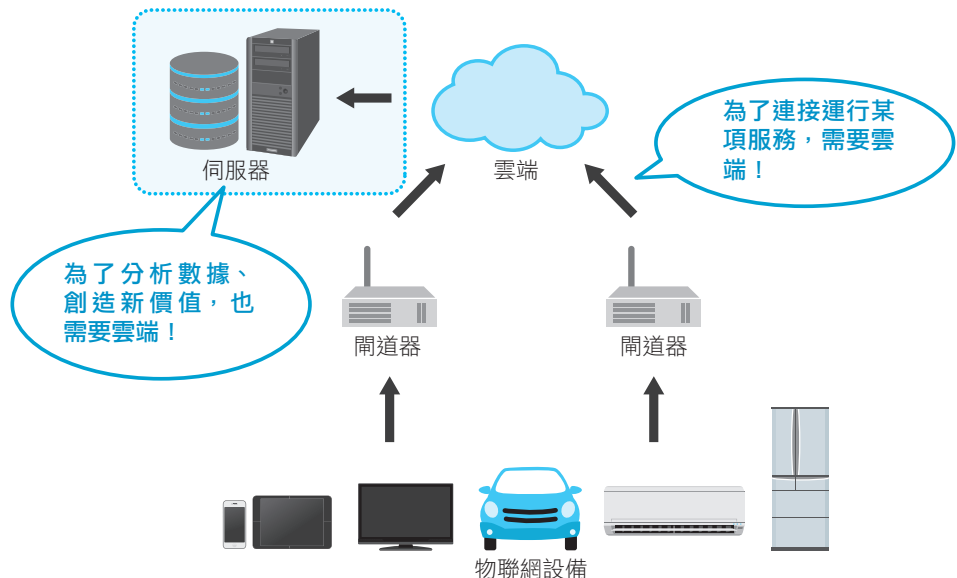 伺服器
雲端
為了連接運行某
項服務，需要雲
端！
為了分析數據、
創造新價值，也
需要雲端！
閘道器
閘道器
物聯網設備